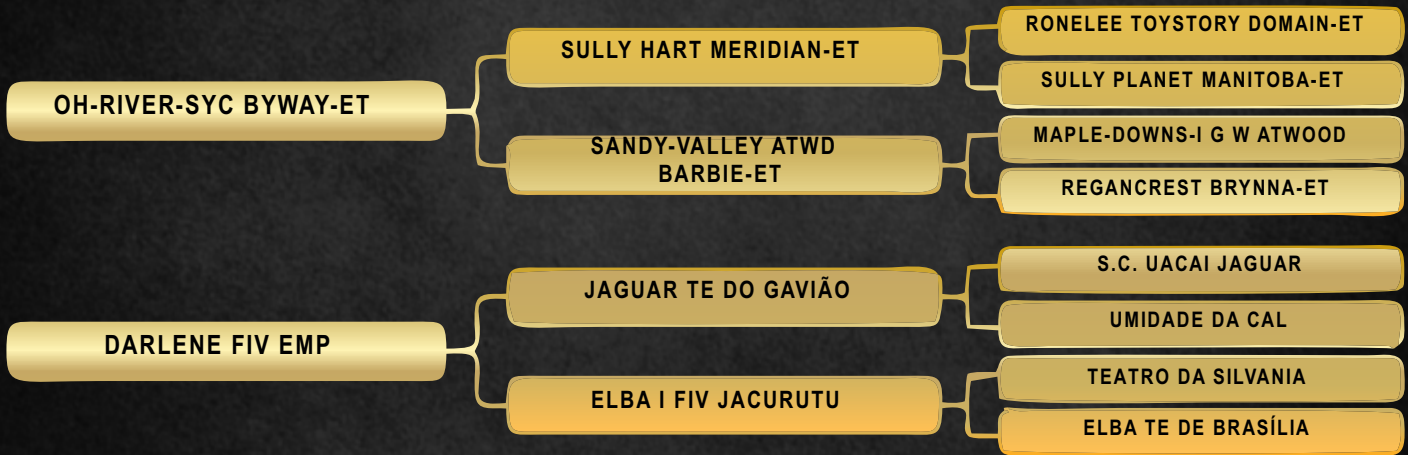 OH-RIVER-SYC BYWAY-ET
SULLY HART MERIDIAN-ET
RONELEE TOYSTORY DOMAIN-ET
SULLY PLANET MANITOBA-ET
SANDY-VALLEY ATWD
BARBIE-ET
MAPLE-DOWNS-I G W ATWOOD
REGANCREST BRYNNA-ET
DARLENE FIV EMP
JAGUAR TE DO GAVIÃO
S.C. UACAI JAGUAR
UMIDADE DA CAL
ELBA I FIV JACURUTU
TEATRO DA SILVANIA
ELBA TE DE BRASÍLIA